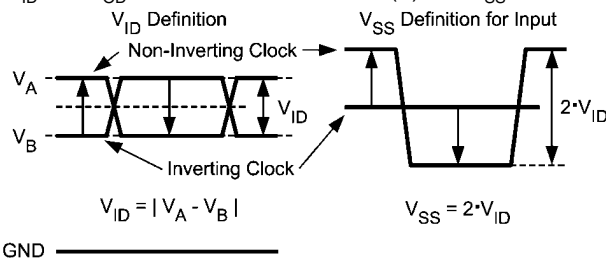 V_ID Definition
V_SS Definition for Input
Non-Inverting Clock
V_A
V_B
V_ID
2·V_ID
Inverting Clock
V_ID = | V_A - V_B |
V_SS = 2·V_ID
GND